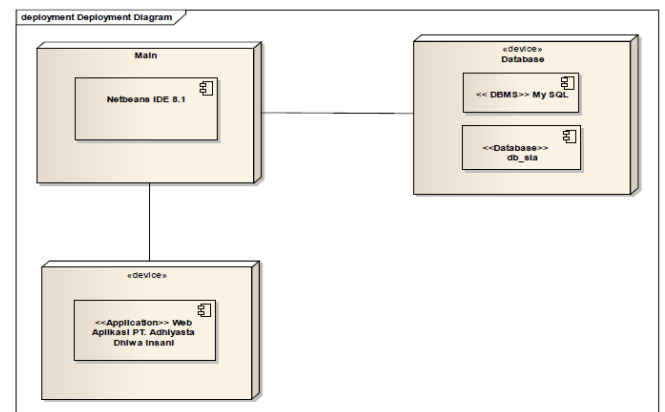 deployment Deployment Diagram
Main
Netbeans IDE 8.1
«device»
Database
<< DBMS>> My SQL
<<Database>>
db_sia
«device»
<<Application>> Web
Aplikasi PT. Adhiyasta
Dhiwa Insani